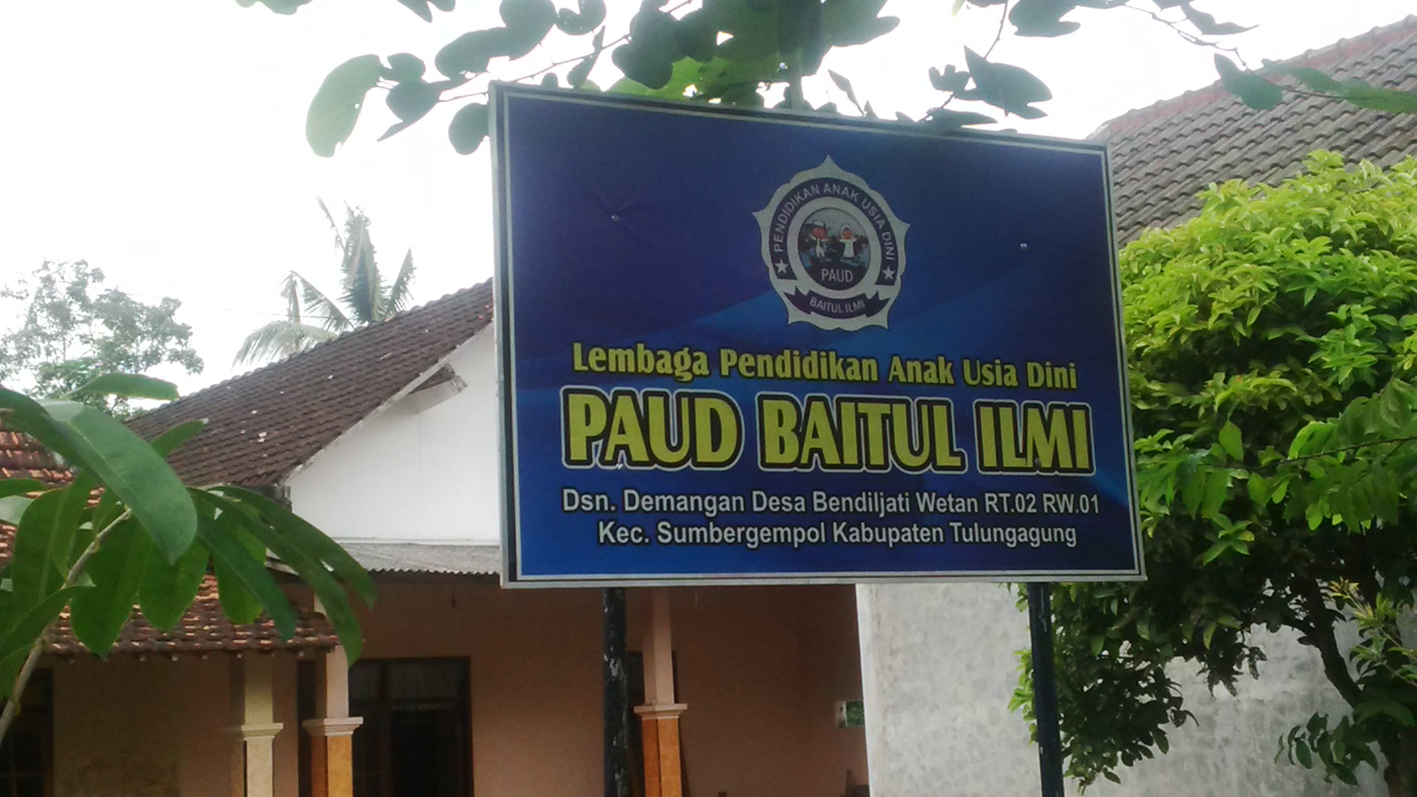 PENDIDIKAN ANAK USIA DINI
PAUD
BAITUL ILMI
Lembaga Pendidikan Anak Usia Dini
PAUD BAITUL ILMI
Dsn. Demangan Desa Bendiljati Wetan RT.02 RW.01
Kec. Sumbergempol Kabupaten Tulungagung